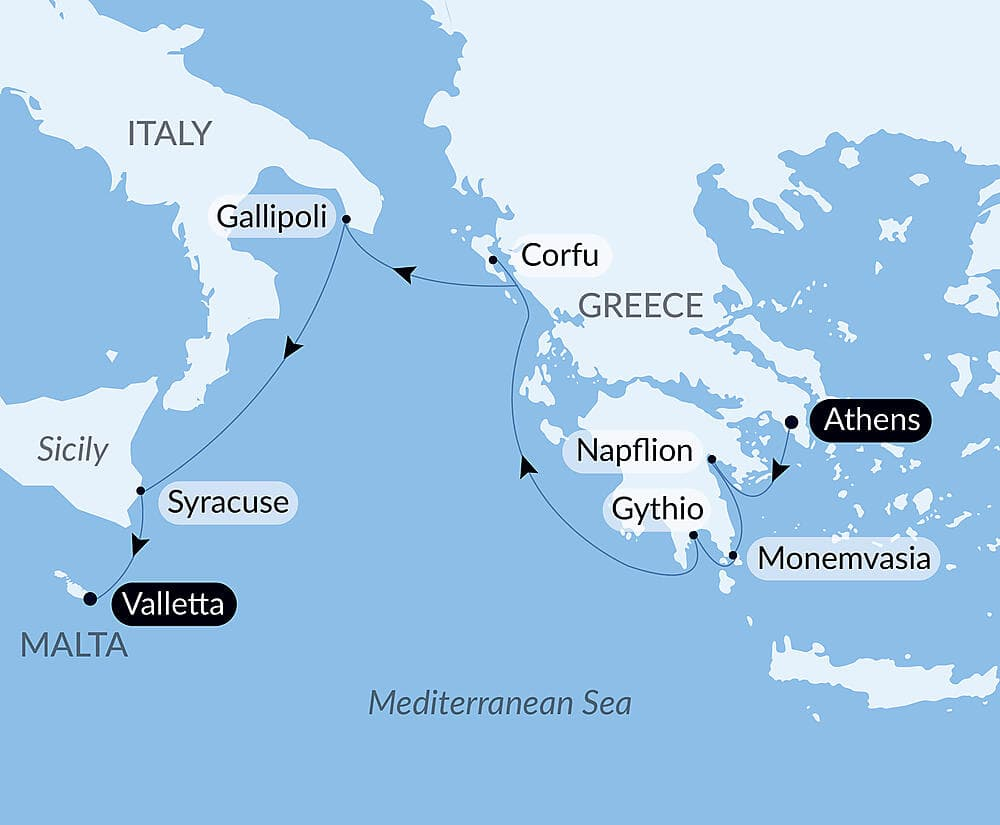 ITALY
Gallipoli
Corfu
GREECE
Athens
Napflion
Sicily
Syracuse
Gythio
Monemvasia
Valletta
MALTA
Mediterranean Sea